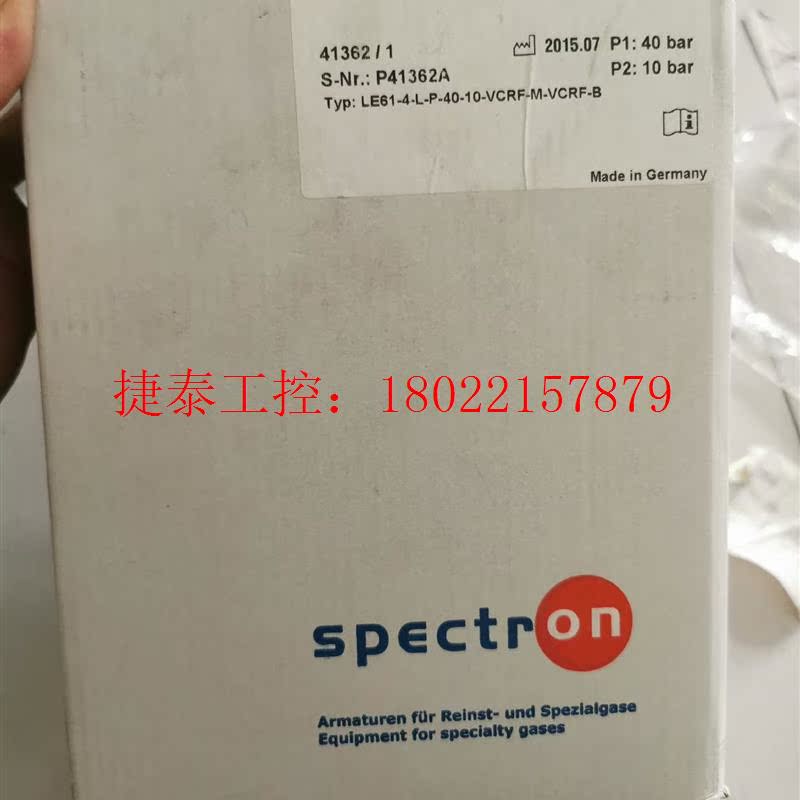 41362 / 1
2015.07 P1: 40 bar
S-Nr.: P41362A
P2: 10 bar
Typ: LE61-4-L-P-40-10-VCRF-M-VCRF-B
Made in Germany
捷泰工控：18022157879
spectron
Armaturen für Reinst- und Spezialgase
Equipment for specialty gases